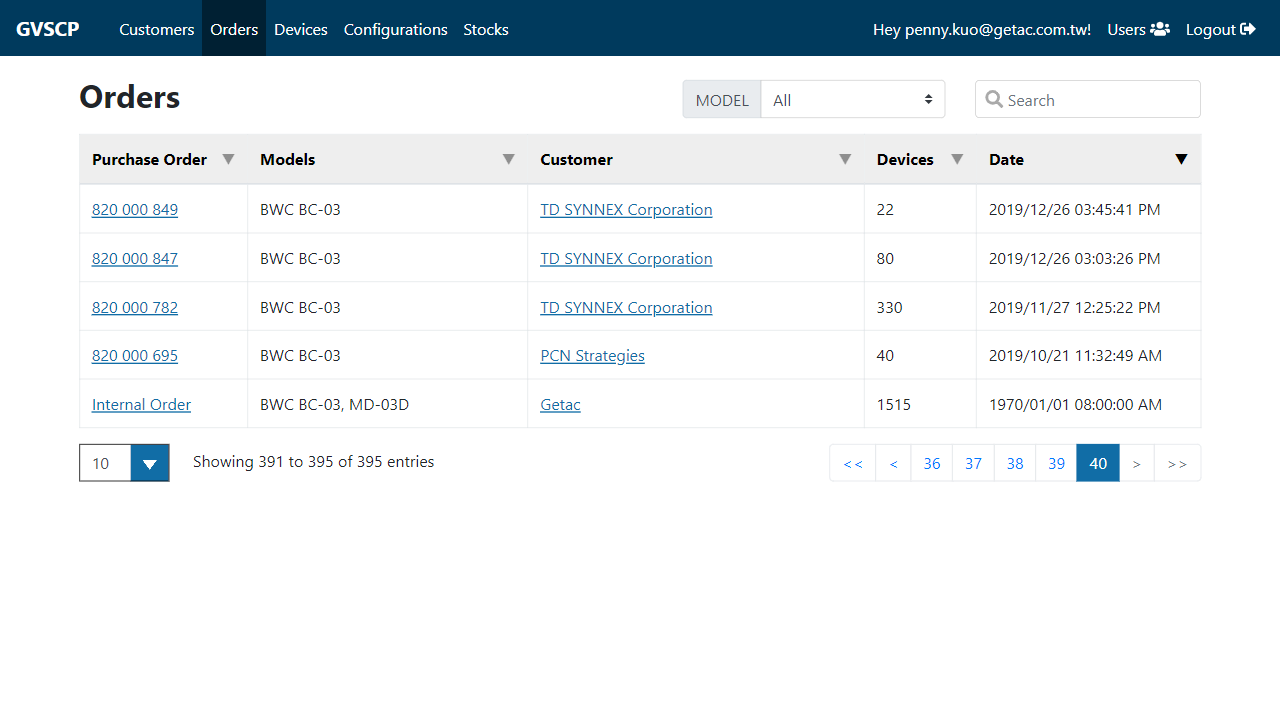 GVSCP Customers Orders Devices Configurations Stocks Hey penny.kuo@getac.com.tw! Users Logout
Orders MODEL All Search
Purchase Order Models Customer Devices Date
820 000 849 BWC BC-03 TD SYNNEX Corporation 22 2019/12/26 03:45:41 PM
820 000 847 BWC BC-03 TD SYNNEX Corporation 80 2019/12/26 03:03:26 PM
820 000 782 BWC BC-03 TD SYNNEX Corporation 330 2019/11/27 12:25:22 PM
820 000 695 BWC BC-03 PCN Strategies 40 2019/10/21 11:32:49 AM
Internal Order BWC BC-03, MD-03D Getac 1515 1970/01/01 08:00:00 AM
10 Showing 391 to 395 of 395 entries << < 36 37 38 39 40 > >>